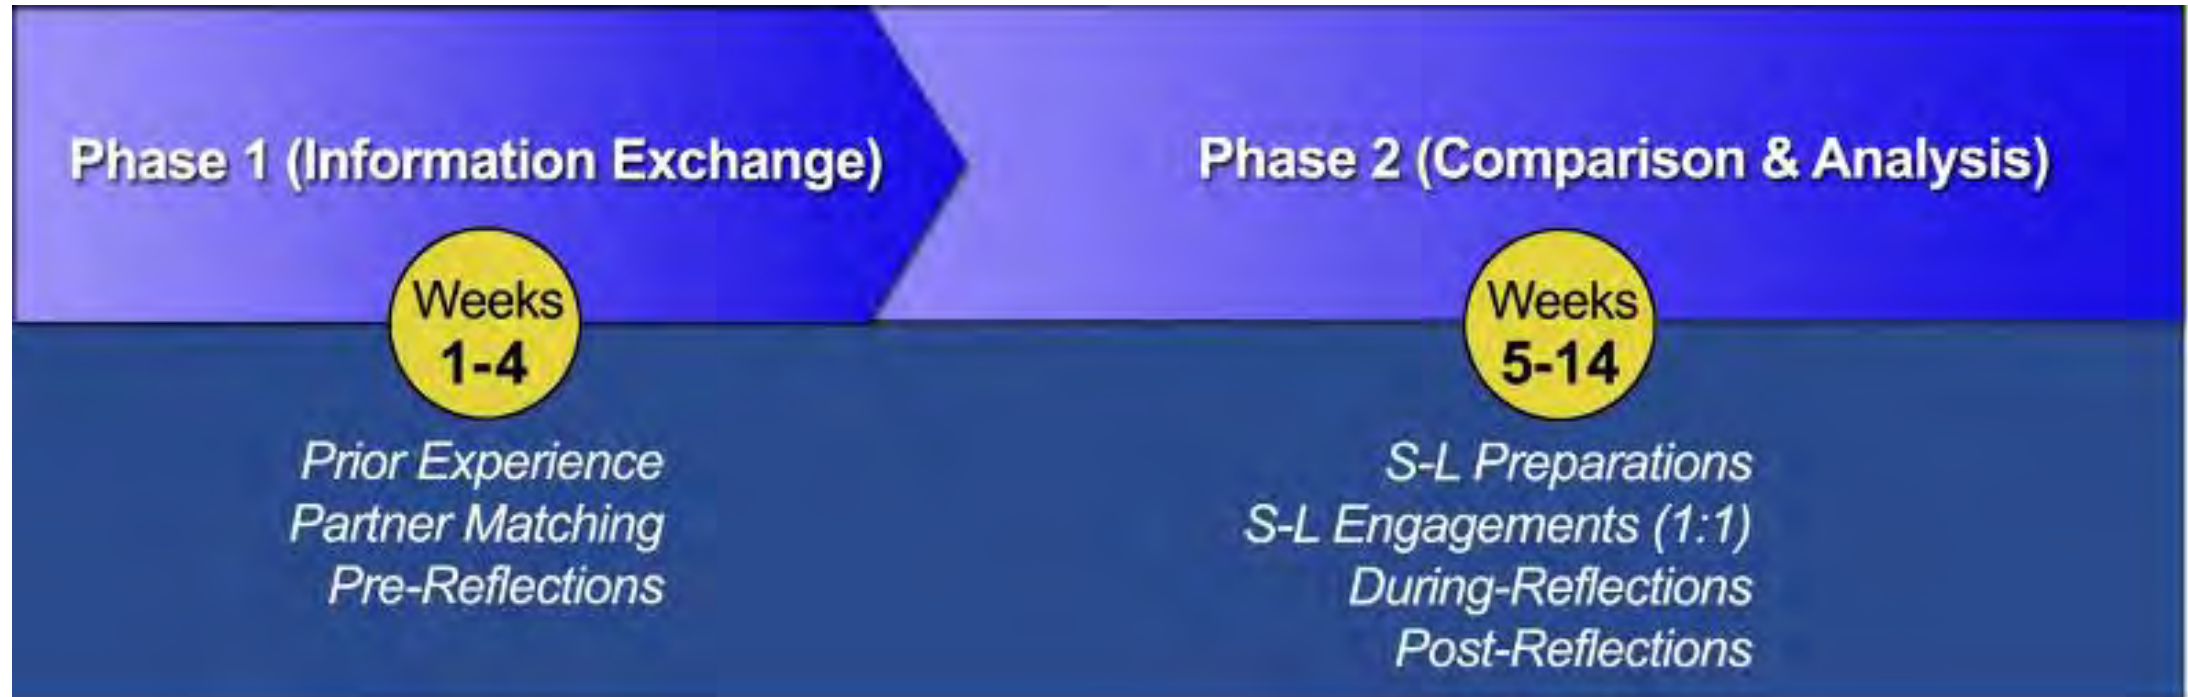 Phase 1 (Information Exchange)
Weeks
1-4
Prior Experience
Partner Matching
Pre-Reflections
Phase 2 (Comparison & Analysis)
Weeks
5-14
S-L Preparations
S-L Engagements (1:1)
During-Reflections
Post-Reflections